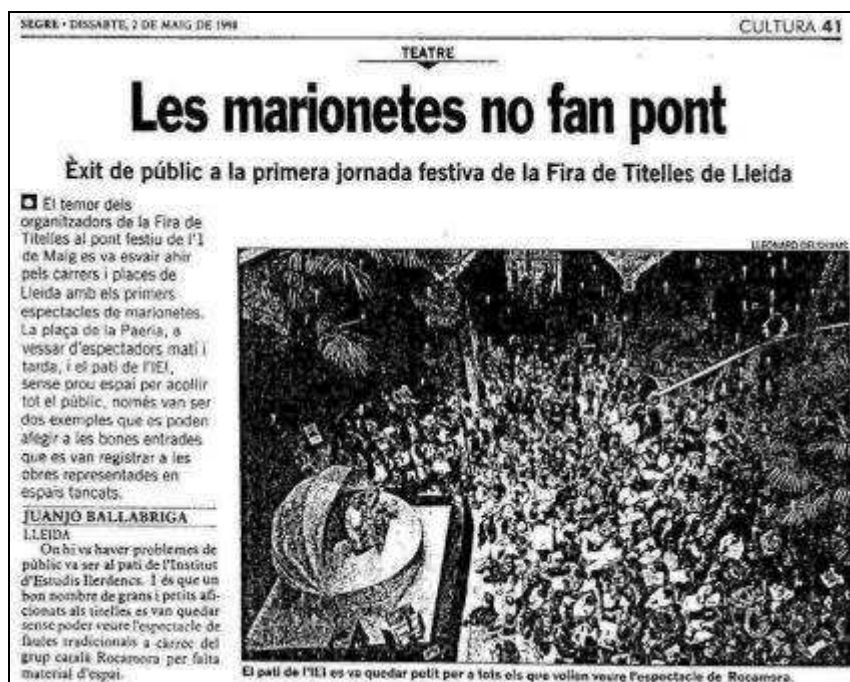 SEGRE • DISSABTE, 2 DE MAIG DE 1998
CULTURA 41
TEATRE
Les marionetes no fan pont
Èxit de públic a la primera jornada festiva de la Fira de Titelles de Lleida
El temor dels
organitzadors de la Fira de
Titelles al pont festiu de l'1
de Maig es va esvair ahir
pels carrers i places de
Lleida amb els primers
espectacles de marionetes.
La plaça de la Paeria, a
vessar d'espectadors matí i
tarda, i el pati de l'IEI,
sense prou espai per acollir
tot el públic, només van ser
dos exemples que es poden
afegir a les bones entrades
que es van registrar a les
obres representades en
espais tancats.
JUANJO BALLABRIGA
LLEIDA
On hi va haver problemes de
públic va ser al pati de l'Institut
d'Estudis Ilerdencs. I és que un
bon nombre de grans i petits afi-
cionats als titelles es van quedar
sense poder veure l'espectacle de
faules tradicionals a càrrec del
grup català Rocamora per falta
material d'espai.
LLEONARD
El pati de l'IEI es va quedar petit per a tots els que volien veure l'espectacle de Rocamora.